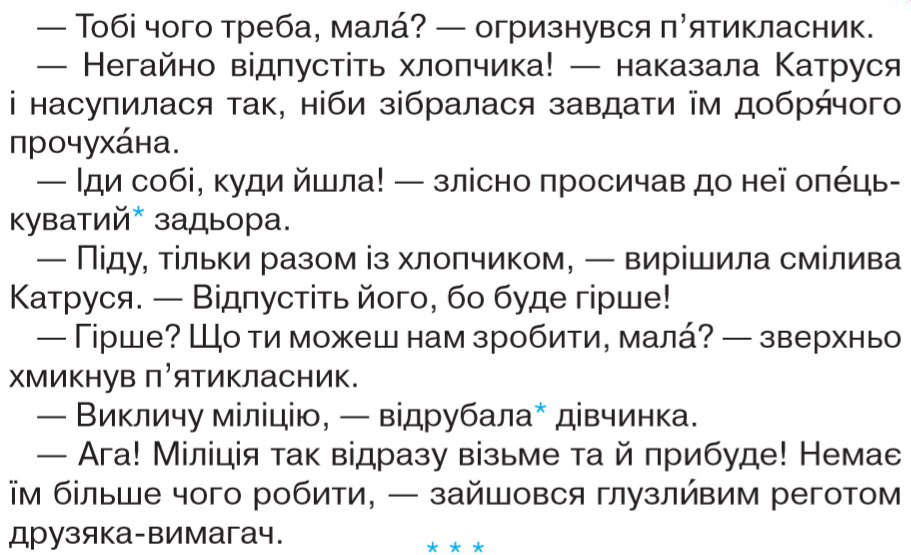 — Тобі чого треба, мала́? — огризнувся п’ятикласник.
— Негайно відпустіть хлопчика! — наказала Катруся
і насупилася так, ніби зібралася завдати їм добря́чого
прочуха́на.
— Іди собі, куди йшла! — злісно просичав до неї опе́ць-
куватий* задьора.
— Піду, тільки разом із хлопчиком, — вирішила смілива
Катруся. — Відпустіть його, бо буде гірше!
— Гірше? Що ти можеш нам зробити, мала́? — зверхньо
хмикнув п’ятикласник.
— Викличу міліцію, — відрубала* дівчинка.
— Ага! Міліція так відразу візьме та й прибуде! Немає
їм більше чого робити, — зайшовся глузли́вим реготом
друзяка-вимагач.
* * *